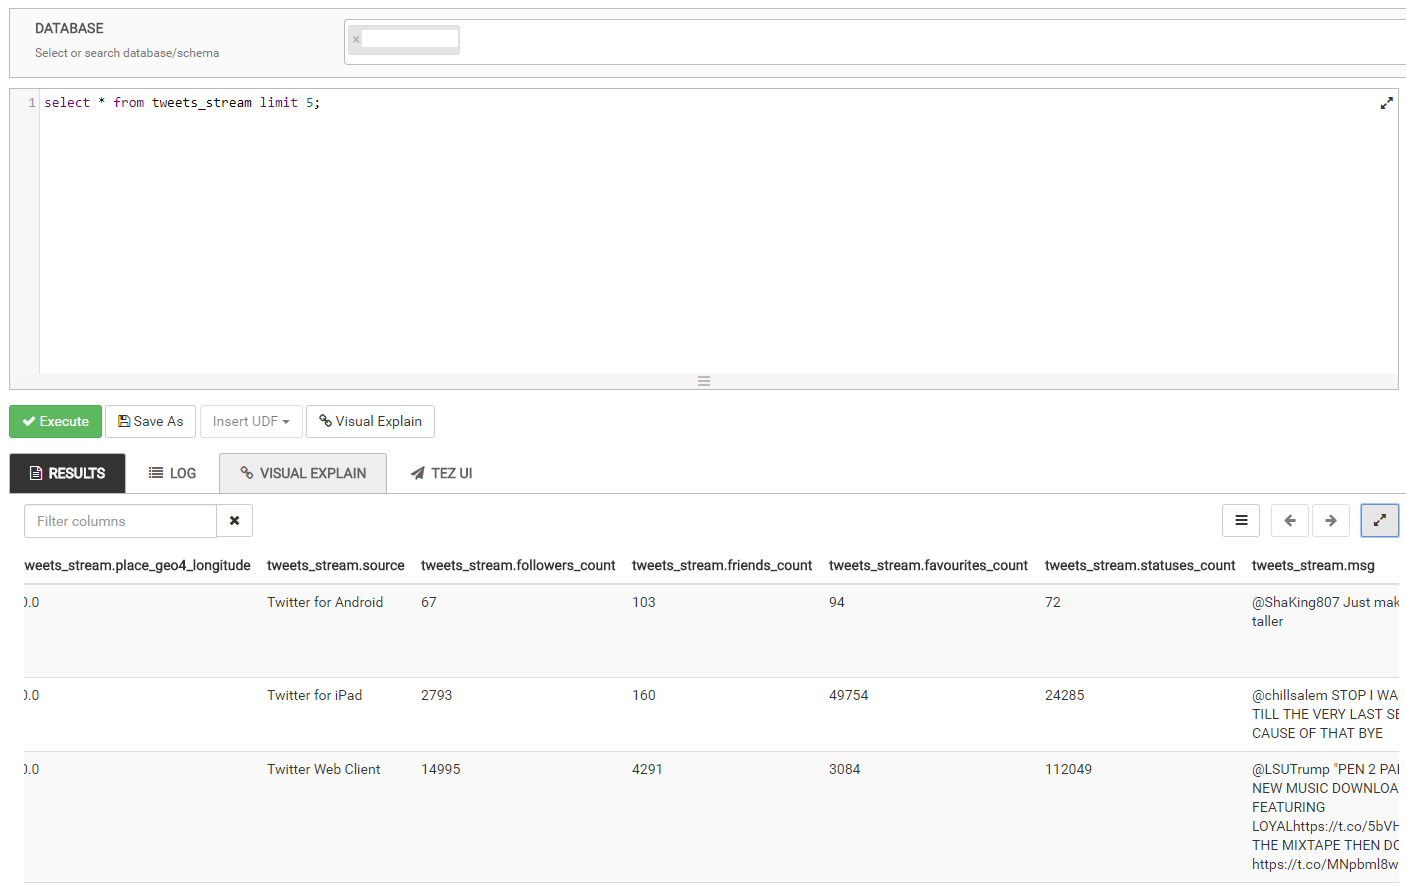 DATABASE
Select or search database/schema
×
1 select * from tweets_stream limit 5;
Execute Save As Insert UDF Visual Explain
RESULTS LOG VISUAL EXPLAIN TEZ UI
Filter columns
weets_stream.place_geo4_longitude tweets_stream.source tweets_stream.followers_count tweets_stream.friends_count tweets_stream.favourites_count tweets_stream.statuses_count tweets_stream.msg
0.0 Twitter for Android 67 103 94 72 @ShaKing807 Just mak
taller
0.0 Twitter for iPad 2793 160 49754 24285 @chillsalem STOP I WA
TILL THE VERY LAST SE
CAUSE OF THAT BYE
0.0 Twitter Web Client 14995 4291 3084 112049 @LSUTrump "PEN 2 PA
NEW MUSIC DOWNLOA
FEATURING
LOYALhttps://t.co/5bVH
THE MIXTAPE THEN DO
https://t.co/MNpbml8w